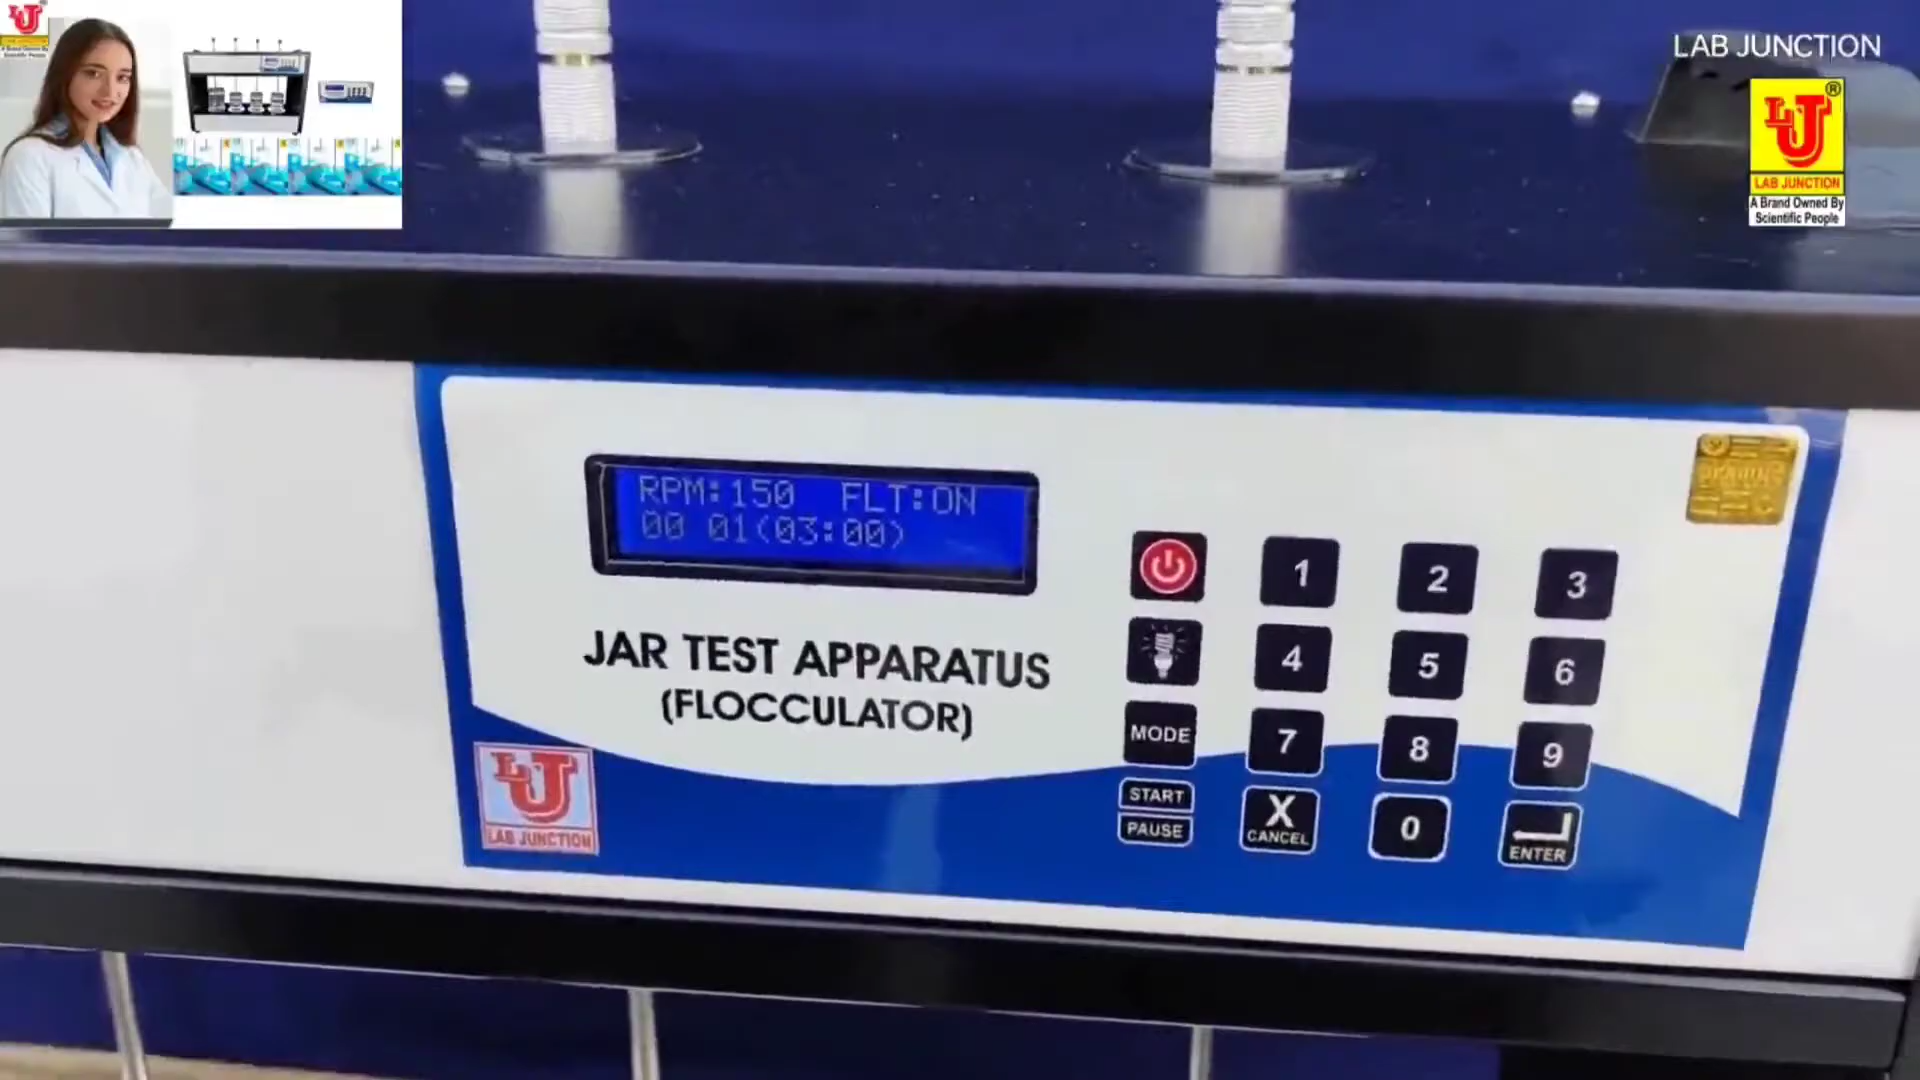 LAB JUNCTION
LJ
LAB JUNCTION
A Brand Owned By
Scientific People
RPM:150 FLT:ON
00 01(03:00)
JAR TEST APPARATUS
(FLOCCULATOR)
LJ
LAB JUNCTION
1 2 3
4 5 6
MODE 7 8 9
START
PAUSE
X
CANCEL
0
ENTER